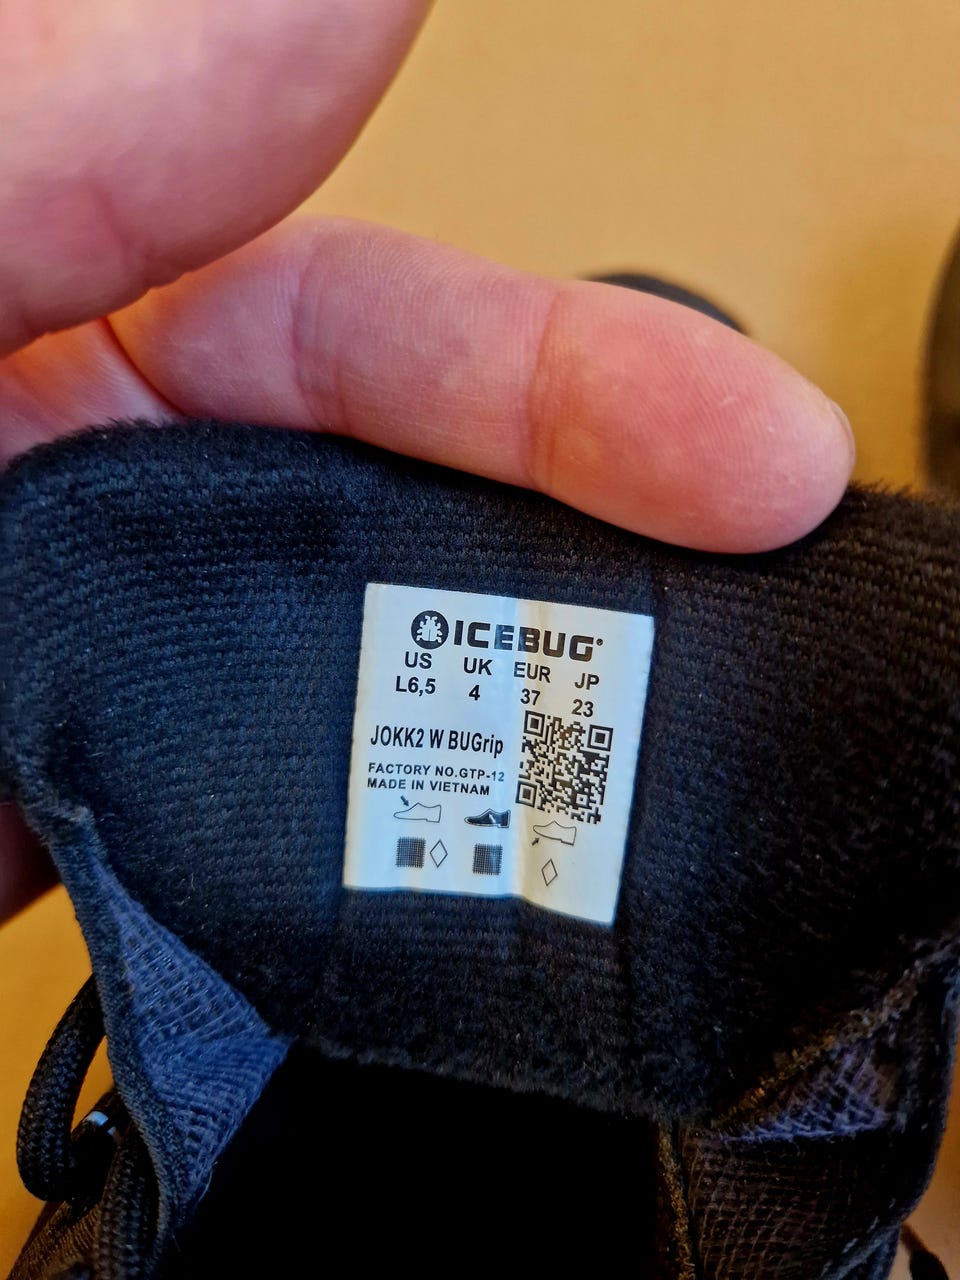 ICEBUG®
US UK EUR JP
L6,5 4 37 23
JOKK2 W BUGrip
FACTORY NO.GTP-12
MADE IN VIETNAM